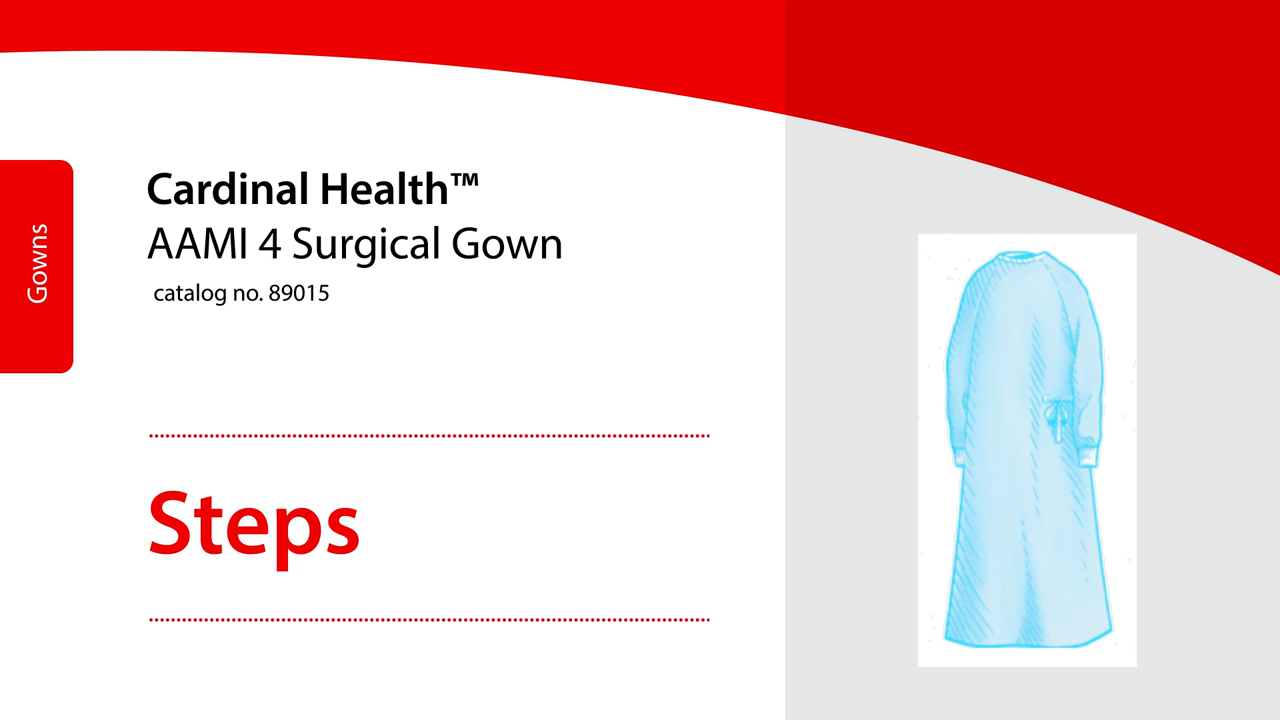 Gowns
Cardinal Health™
AAMI 4 Surgical Gown
catalog no. 89015
Steps